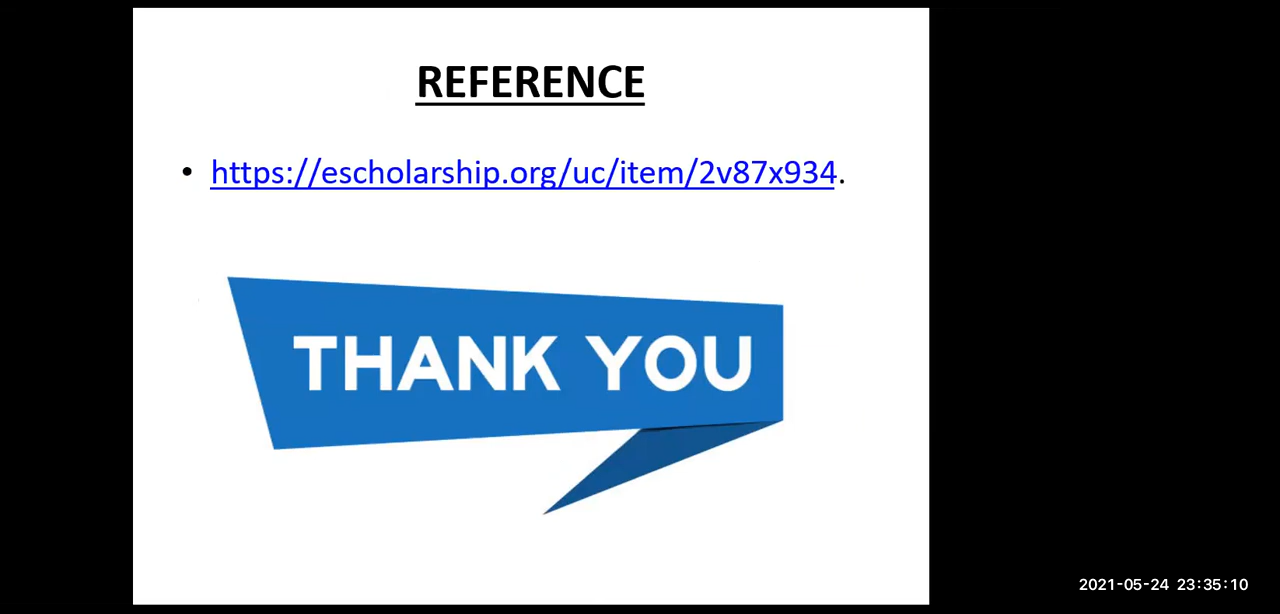 REFERENCE
• https://escholarship.org/uc/item/2v87x934.
THANK YOU
2021-05-24 23:35:10